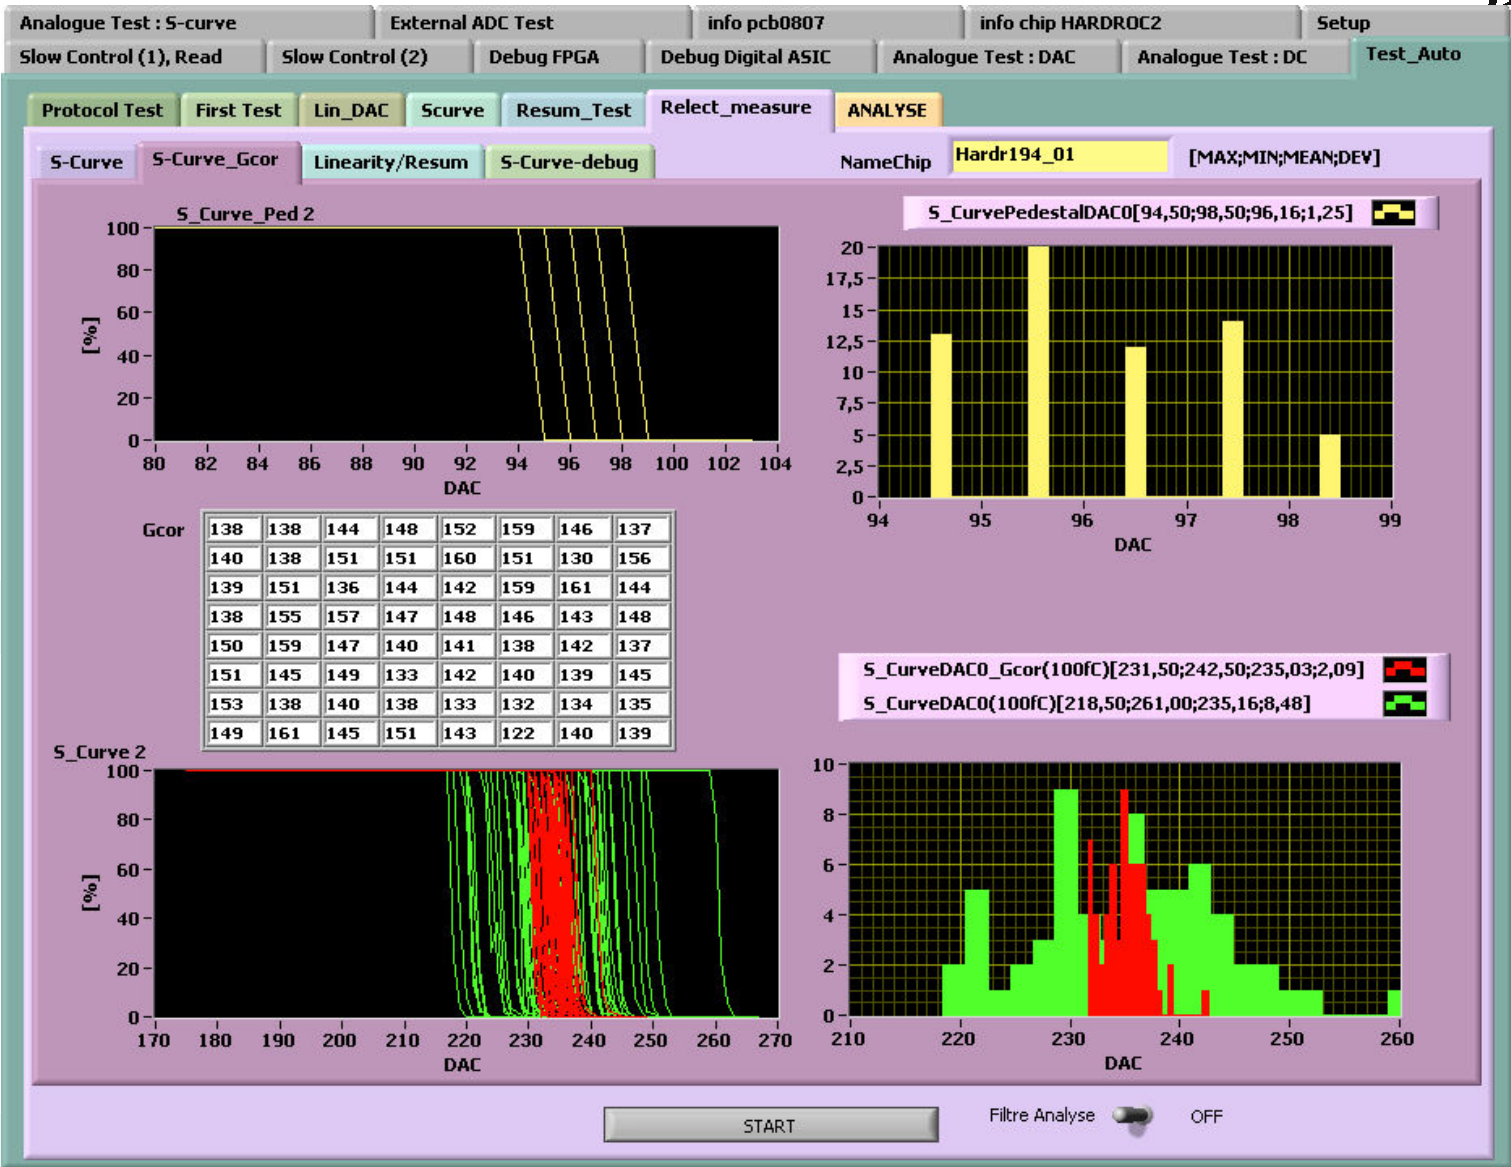 Analogue Test : S-curve External ADC Test info pcb0807 info chip HARDROC2 Setup
Slow Control (1), Read Slow Control (2) Debug FPGA Debug Digital ASIC Analogue Test : DAC Analogue Test : DC Test_Auto
Protocol Test First Test Lin_DAC Scurve Resum_Test Relect_measure ANALYSE
S-Curve S-Curve_Gcor Linearity/Resum S-Curve-debug NameChip Hardr194_01 [MAX;MIN;MEAN;DEV]
S_Curve_Ped 2
100
80
60
40
20
0
[%]
80 82 84 86 88 90 92 94 96 98 100 102 104
DAC
S_CurvePedestalDAC0[94,50;98,50;96,16;1,25]
20
17,5
15
12,5
10
7,5
5
2,5
0
94 95 96 97 98 99
DAC
Gcor
138 138 144 148 152 159 146 137
140 138 151 151 160 151 130 156
139 151 136 144 142 159 161 144
138 155 157 147 148 146 143 148
150 159 147 140 141 138 142 137
151 145 149 133 142 140 139 145
153 138 140 138 133 132 134 135
149 161 145 151 143 122 140 139
S_CurveDAC0_Gcor(100fC)[231,50;242,50;235,03;2,09]
S_CurveDAC0(100fC)[218,50;261,00;235,16;8,48]
S_Curve 2
100
80
60
40
20
0
[%]
170 180 190 200 210 220 230 240 250 260 270
DAC
10
8
6
4
2
0
210 220 230 240 250 260
DAC
START Filtre Analyse OFF